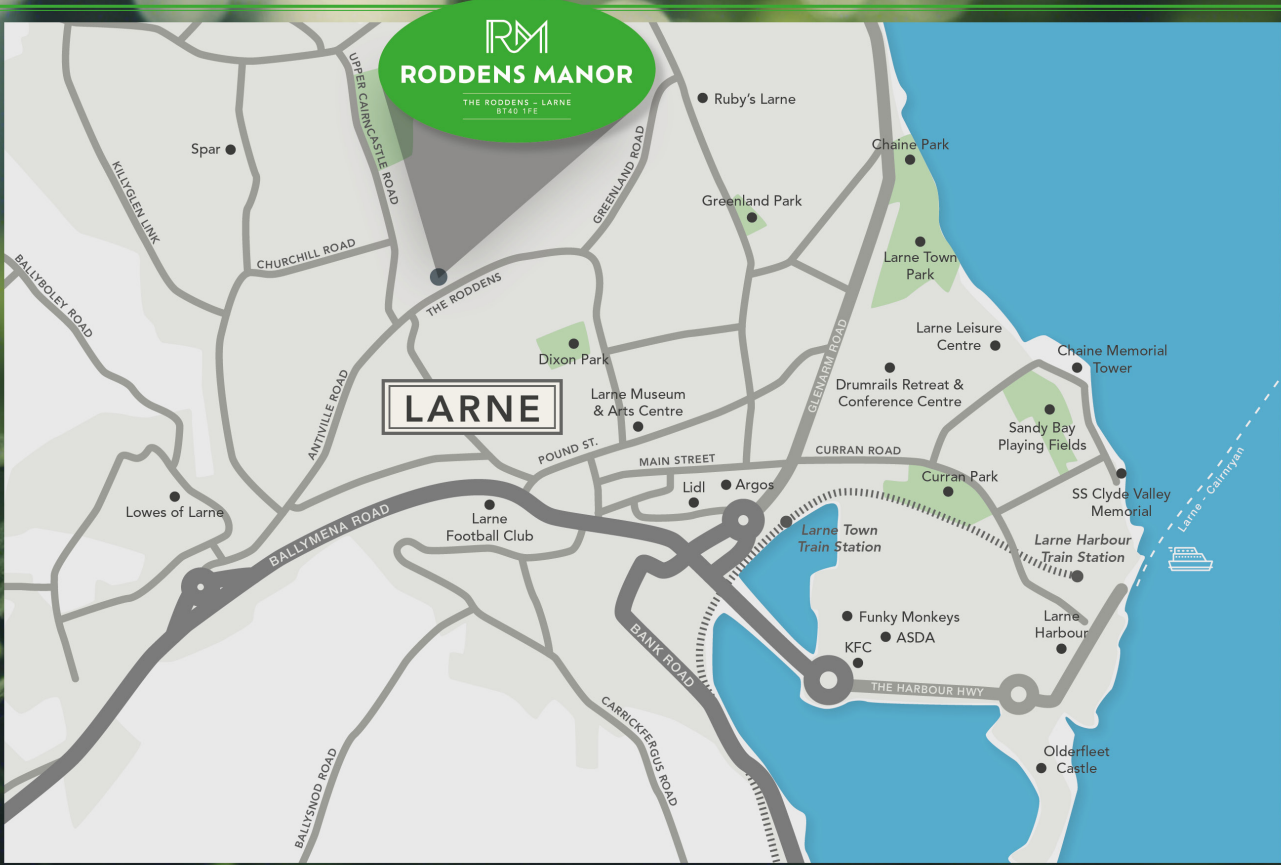 RM
RODDENS MANOR
THE RODDENS – LARNE
BT40 1FE
UPPER CAIRNCASTLE ROAD
Ruby's Larne
Spar
GREENLAND ROAD
Chaine Park
KILLYGLEN LINK
Greenland Park
CHURCHILL ROAD
Larne Town
Park
BALLYBOLEY ROAD
THE RODDENS
Larne Leisure
Centre
Chaine Memorial
Tower
Dixon Park
GLENARM ROAD
Drumrails Retreat &
Conference Centre
LARNE
Larne Museum
& Arts Centre
ANTIVILLE ROAD
Sandy Bay
Playing Fields
POUND ST.
MAIN STREET
CURRAN ROAD
Curran Park
Lidl
Argos
SS Clyde Valley
Memorial
Larne - Cairnryan
Lowes of Larne
BALLYMENA ROAD
Larne
Football Club
Larne Town
Train Station
Larne Harbour
Train Station
Funky Monkeys
ASDA
KFC
Larne
Harbour
BANK ROAD
THE HARBOUR HWY
CARRICKFERGUS ROAD
BALLYSNOD ROAD
Olderfleet
Castle